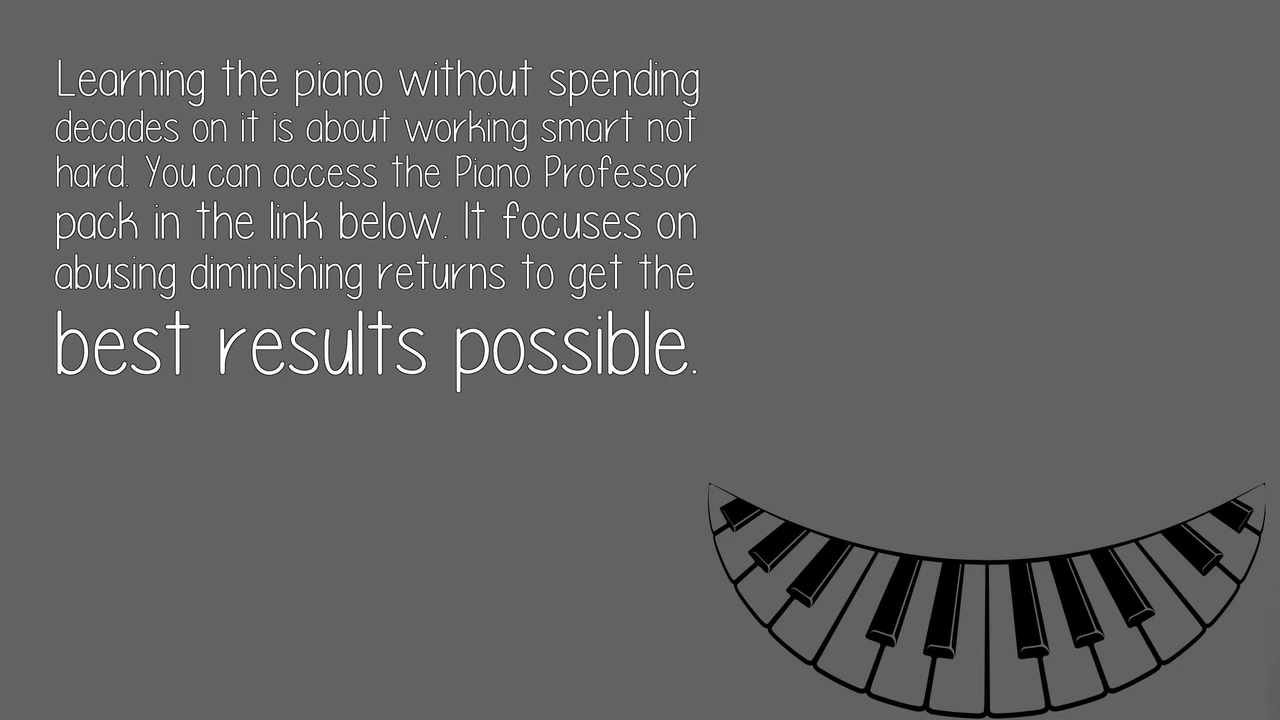 Learning the piano without spending
decades on it is about working smart not
hard. You can access the Piano Professor
pack in the link below. It focuses on
abusing diminishing returns to get the
best results possible.